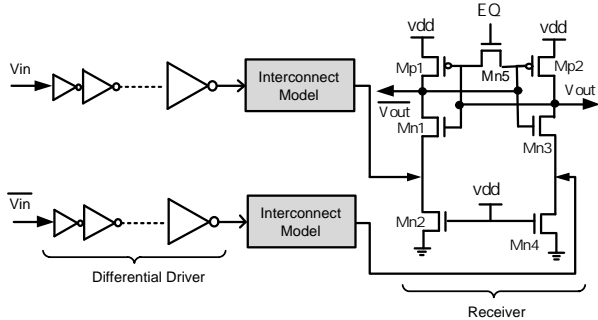 EQ
vdd
vdd
Mp1
Mn5
Mp2
Vin
Interconnect
Model
Vout
Vout
Mn1
Mn3
Vin
Interconnect
Model
vdd
Mn2
Mn4
Differential Driver
Receiver